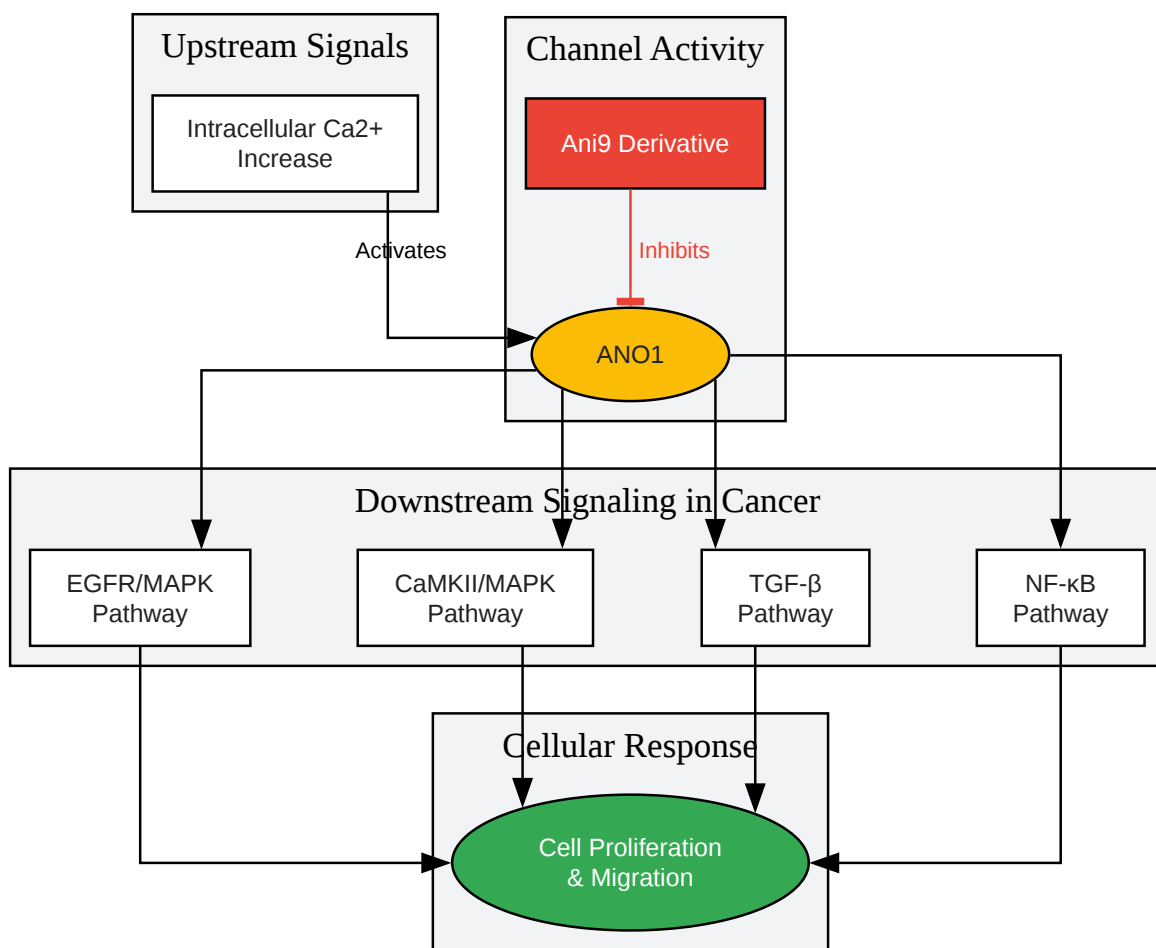 Upstream Signals
Channel Activity
Intracellular Ca2+
Increase
Ani9 Derivative
Activates
Inhibits
ANO1
Downstream Signaling in Cancer
EGFR/MAPK
Pathway
CaMKII/MAPK
Pathway
TGF-β
Pathway
NF-κB
Pathway
Cellular Response
Cell Proliferation
& Migration